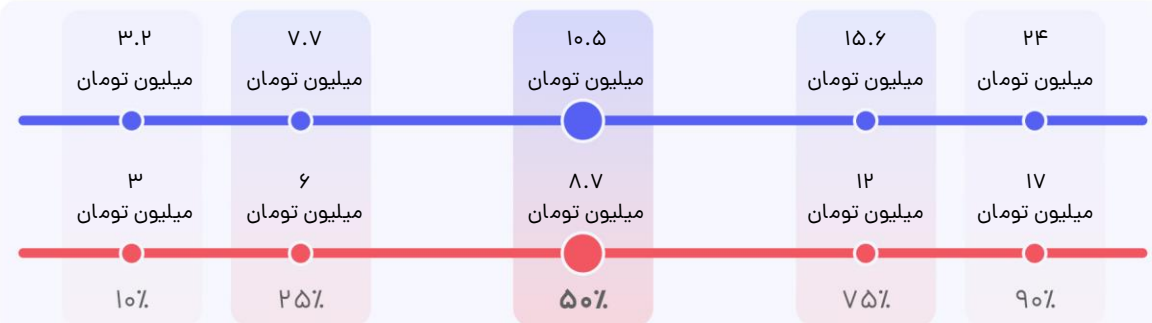 ۳.۲
میلیون تومان
۷.۷
میلیون تومان
۱۰.۵
میلیون تومان
۱۵.۶
میلیون تومان
۲۴
میلیون تومان
۳
میلیون تومان
۶
میلیون تومان
۸.۷
میلیون تومان
۱۲
میلیون تومان
۱۷
میلیون تومان
۱۰٪
۲۵٪
۵۰٪
۷۵٪
۹۰٪